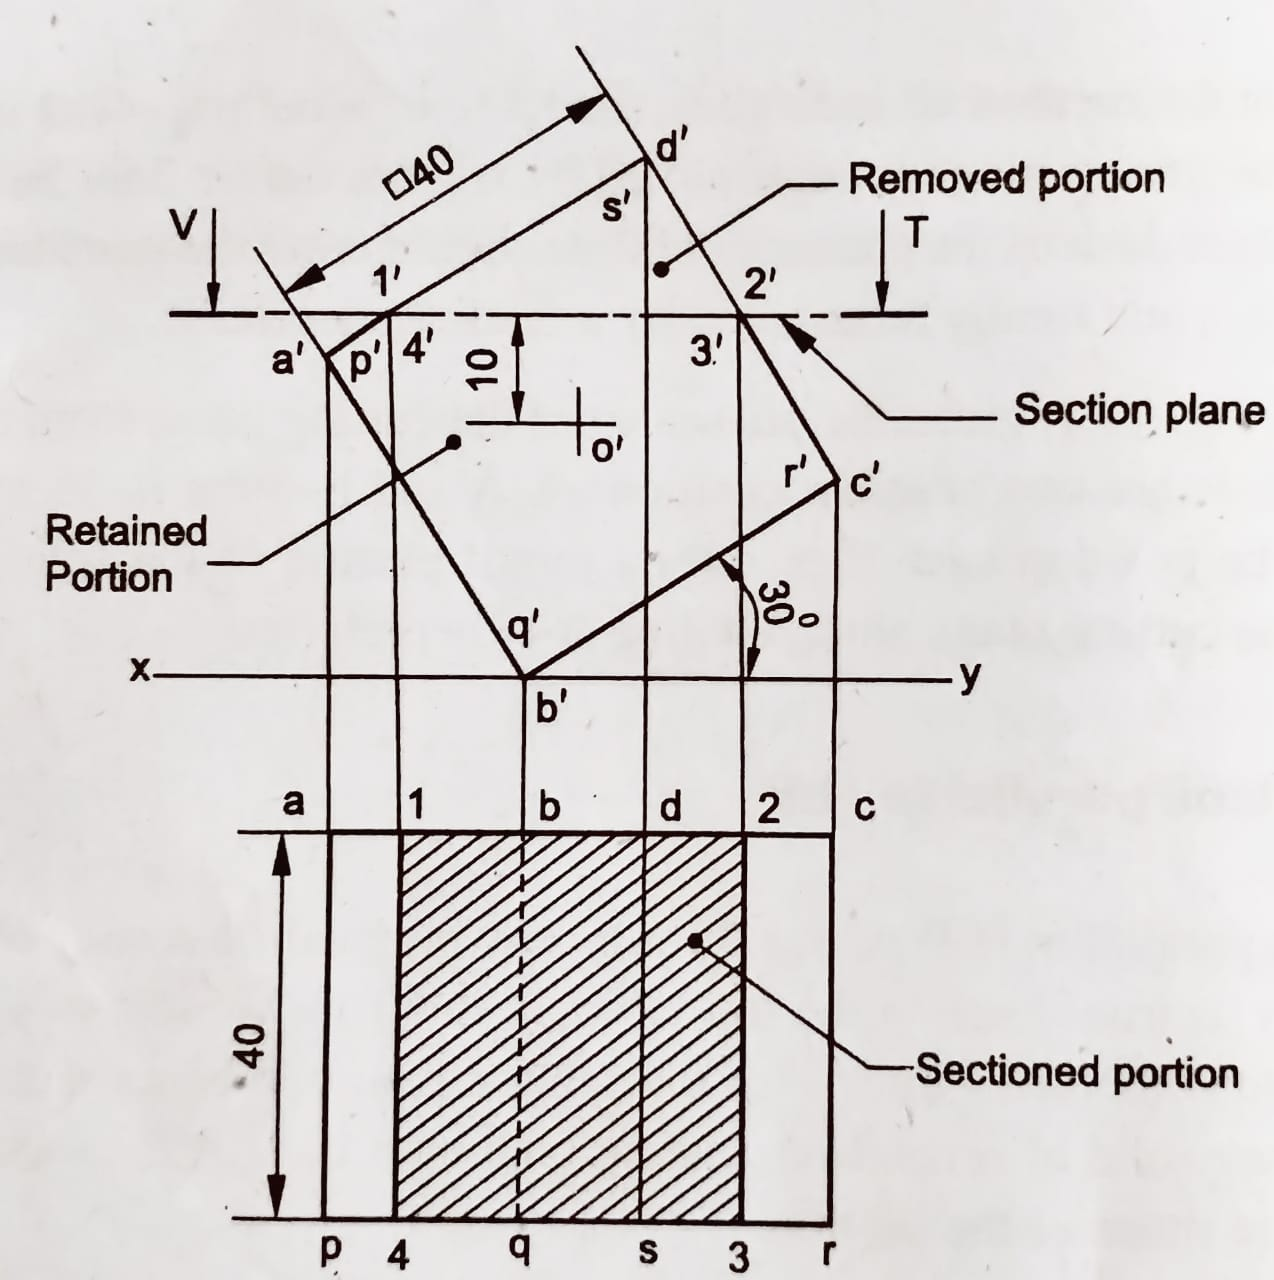 d'
□40
Removed portion
s'
V
T
1'
2'
a'
p'
4'
10
3.'
Section plane
o'
r'
c'
Retained
Portion
30°
q'
x
y
b'
a
1
b
d
2
c
40
Sectioned portion
p
4
q
s
3
r